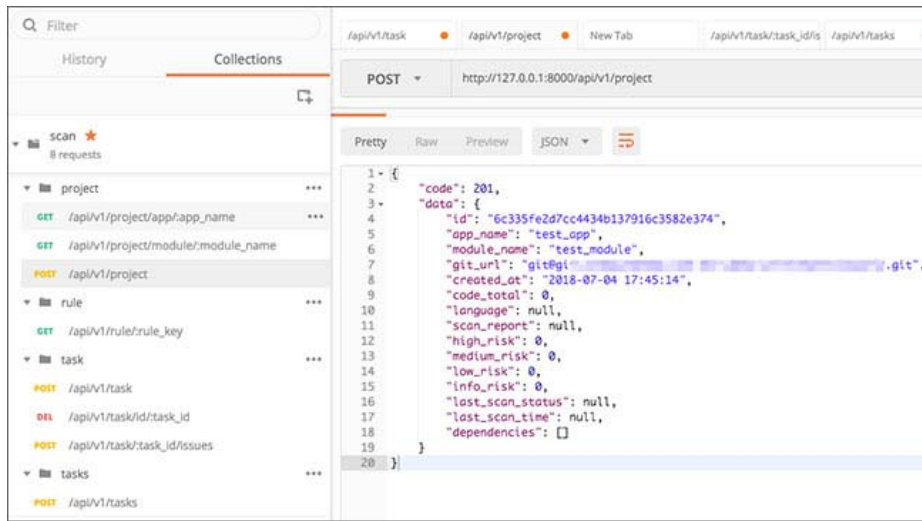 Filter
History Collections
scan
8 requests
project
GET /api/v1/project/app/:app_name
GET /api/v1/project/module/:module_name
POST /api/v1/project
rule
GET /api/v1/rule/:rule_key
task
POST /api/v1/task
DEL /api/v1/task/id/:task_id
POST /api/v1/task/:task_id/issues
tasks
POST /api/v1/tasks
/api/v1/task /api/v1/project New Tab /api/v1/task/:task_id/is /api/v1/tasks
POST http://127.0.0.1:8000/api/v1/project
Pretty Raw Preview JSON
1 {
2 "code": 201,
3 "data": {
4 "id": "6c335fe2d7cc4434b137916c3582e374",
5 "app_name": "test_app",
6 "module_name": "test_module",
7 "git_url": "git@gi .git",
8 "created_at": "2018-07-04 17:45:14",
9 "code_total": 0,
10 "language": null,
11 "scan_report": null,
12 "high_risk": 0,
13 "medium_risk": 0,
14 "low_risk": 0,
15 "info_risk": 0,
16 "last_scan_status": null,
17 "last_scan_time": null,
18 "dependencies": []
19 }
20 }